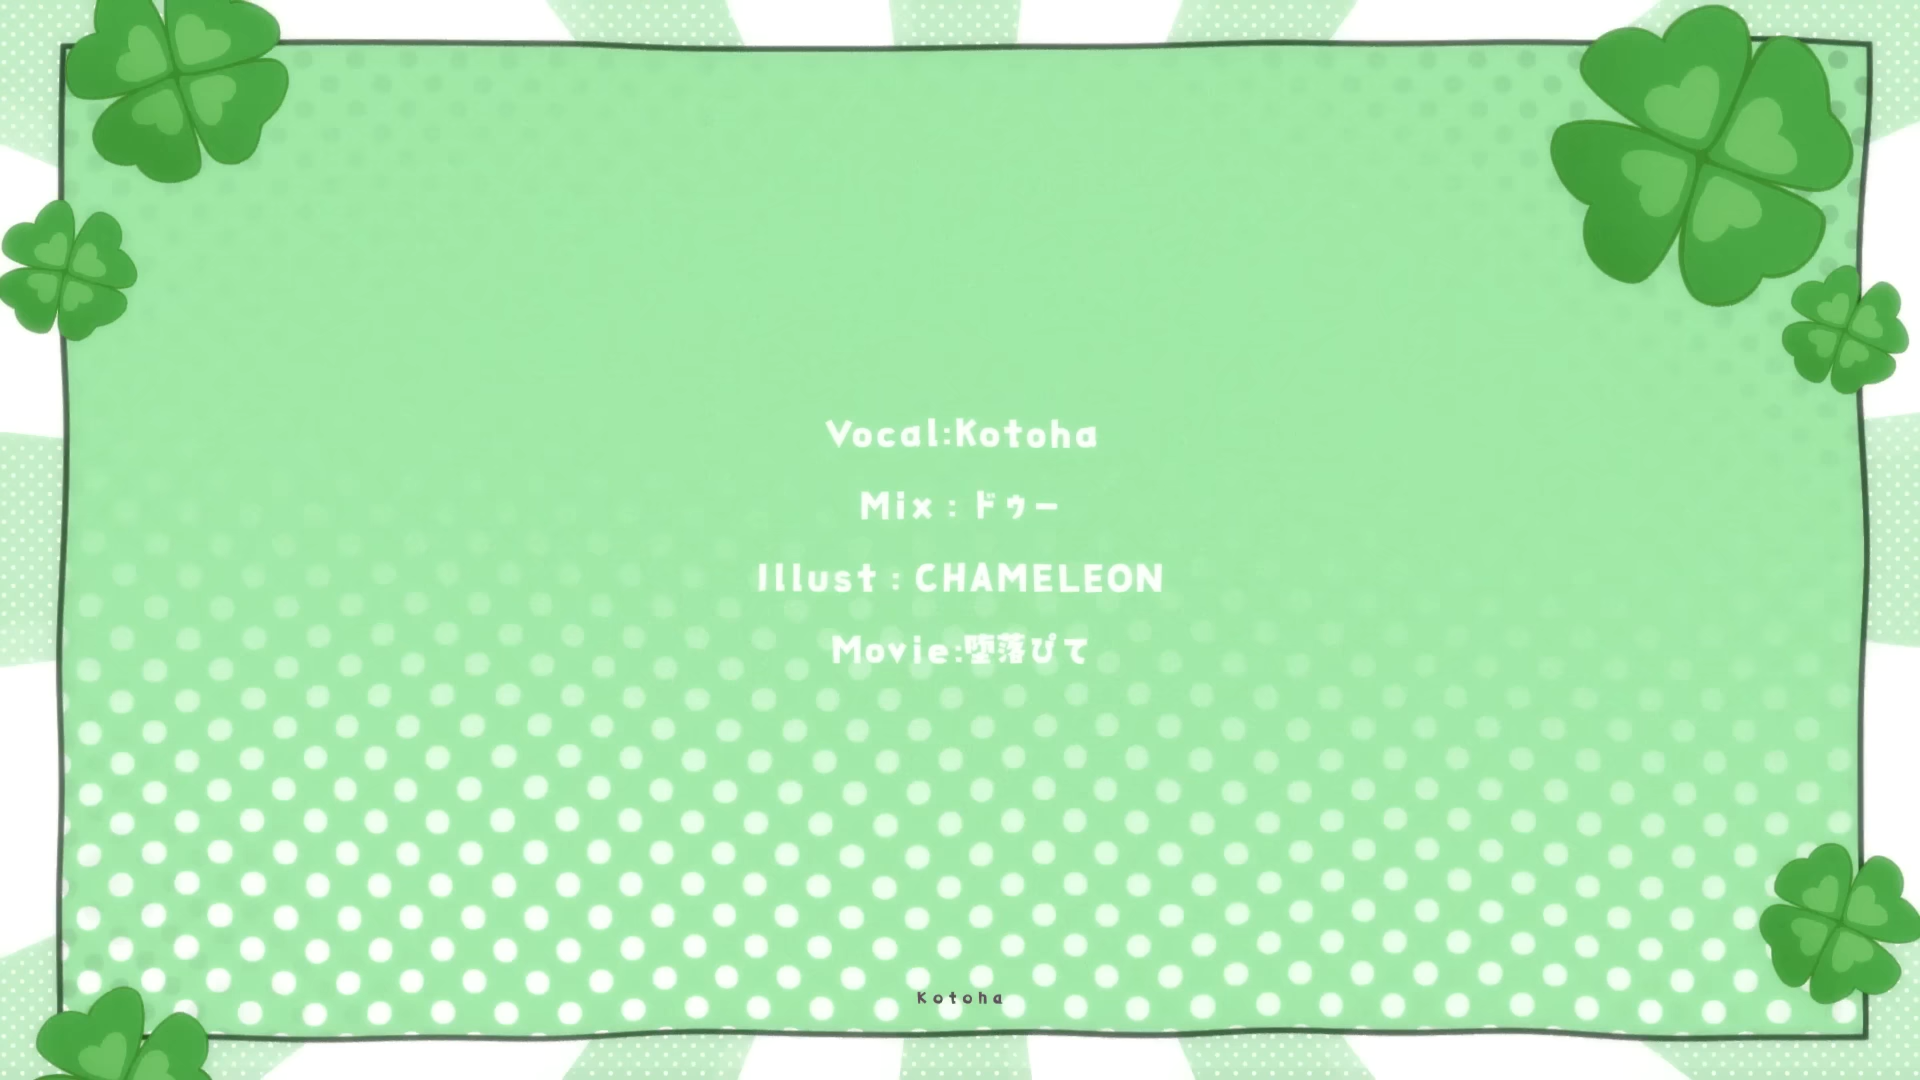 Vocal:Kotoha
Mix：ドゥー
Illust：CHAMELEON
Movie:堕落ぴて
Kotoha